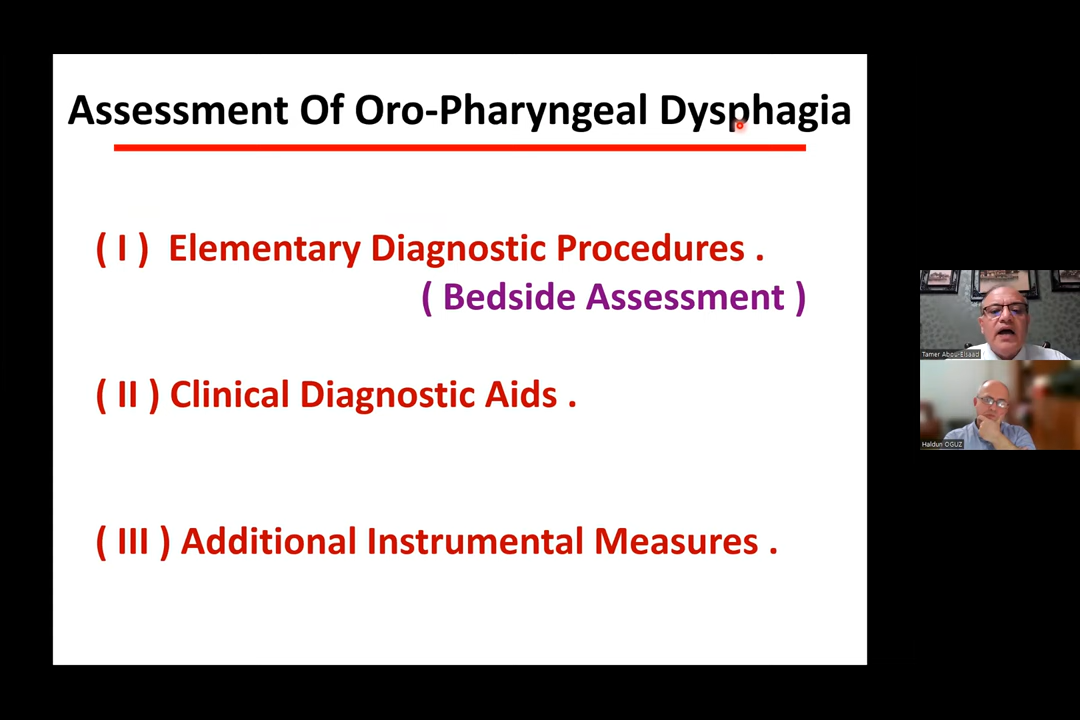 Assessment Of Oro-Pharyngeal Dysphagia
( I ) Elementary Diagnostic Procedures .
( Bedside Assessment )
( II ) Clinical Diagnostic Aids .
( III ) Additional Instrumental Measures .
Tamer Abou-Elsaad
Haldun OGUZ